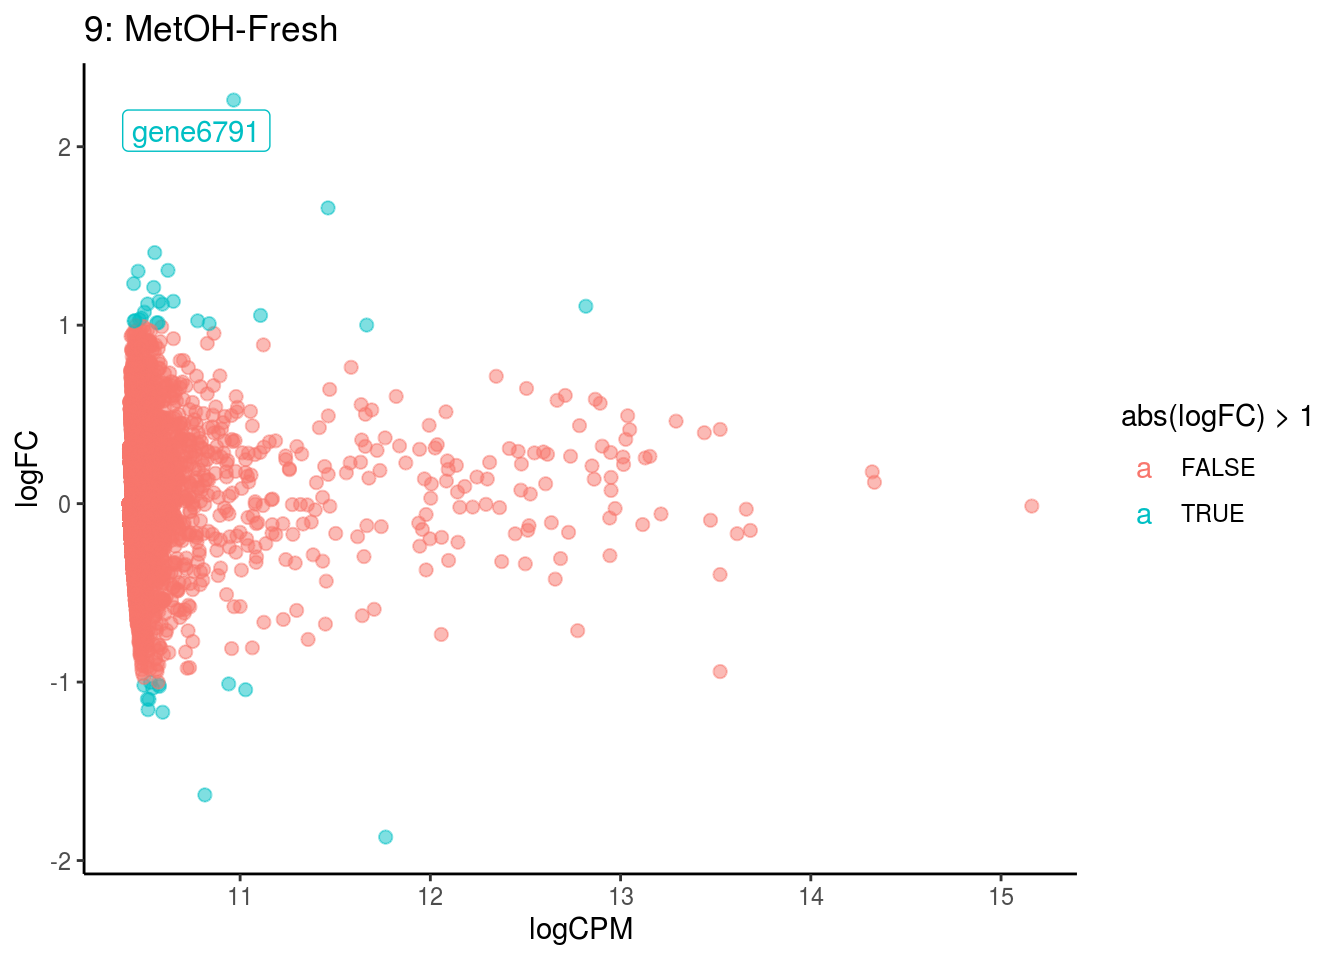 9: MetOH-Fresh
gene6791
2
1
0
-1
-2
logFC
11
12
13
14
15
logCPM
abs(logFC) > 1
a FALSE
a TRUE